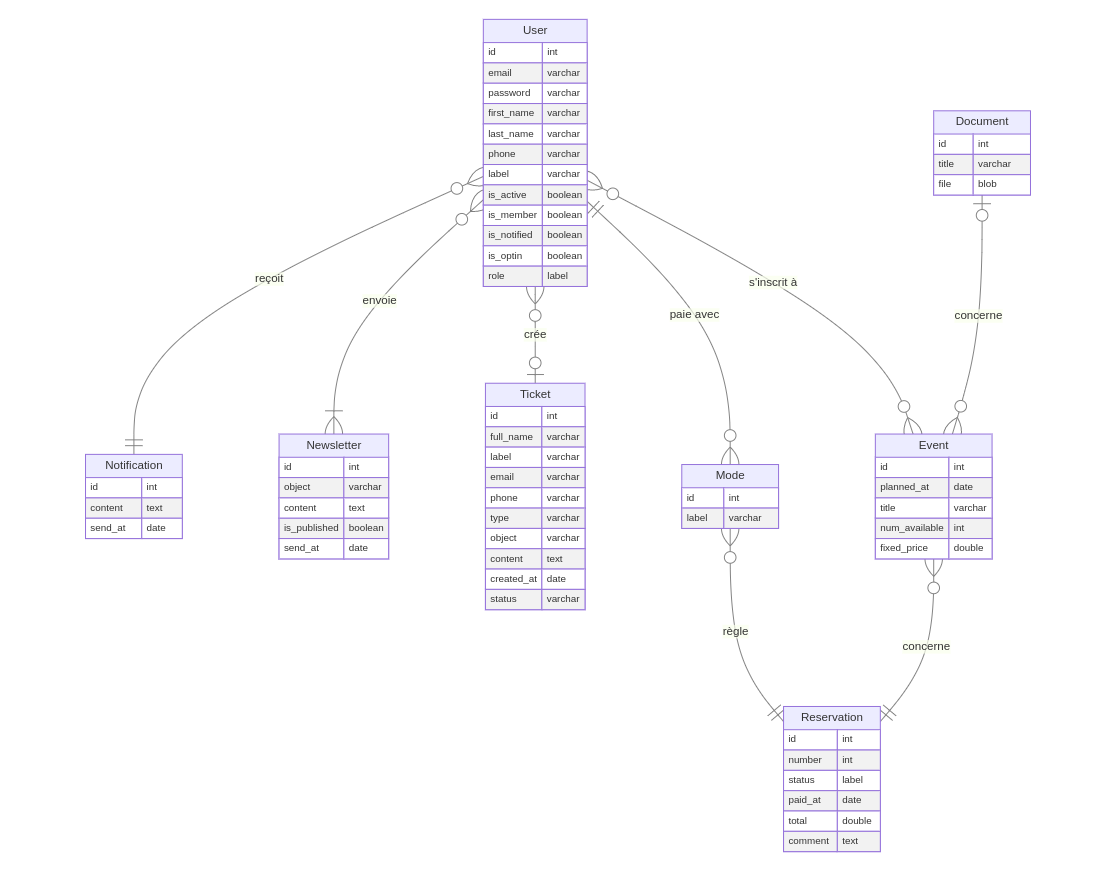 User
id int
email varchar
password varchar
first_name varchar
last_name varchar
phone varchar
label varchar
is_active boolean
is_member boolean
is_notified boolean
is_optin boolean
role label
Document
id int
title varchar
file blob
reçoit
envoie
crée
paie avec
s'inscrit à
concerne
Notification
id int
content text
send_at date
Newsletter
id int
object varchar
content text
is_published boolean
send_at date
Ticket
id int
full_name varchar
label varchar
email varchar
phone varchar
type varchar
object varchar
content text
created_at date
status varchar
Mode
id int
label varchar
Event
id int
planned_at date
title varchar
num_available int
fixed_price double
règle
concerne
Reservation
id int
number int
status label
paid_at date
total double
comment text